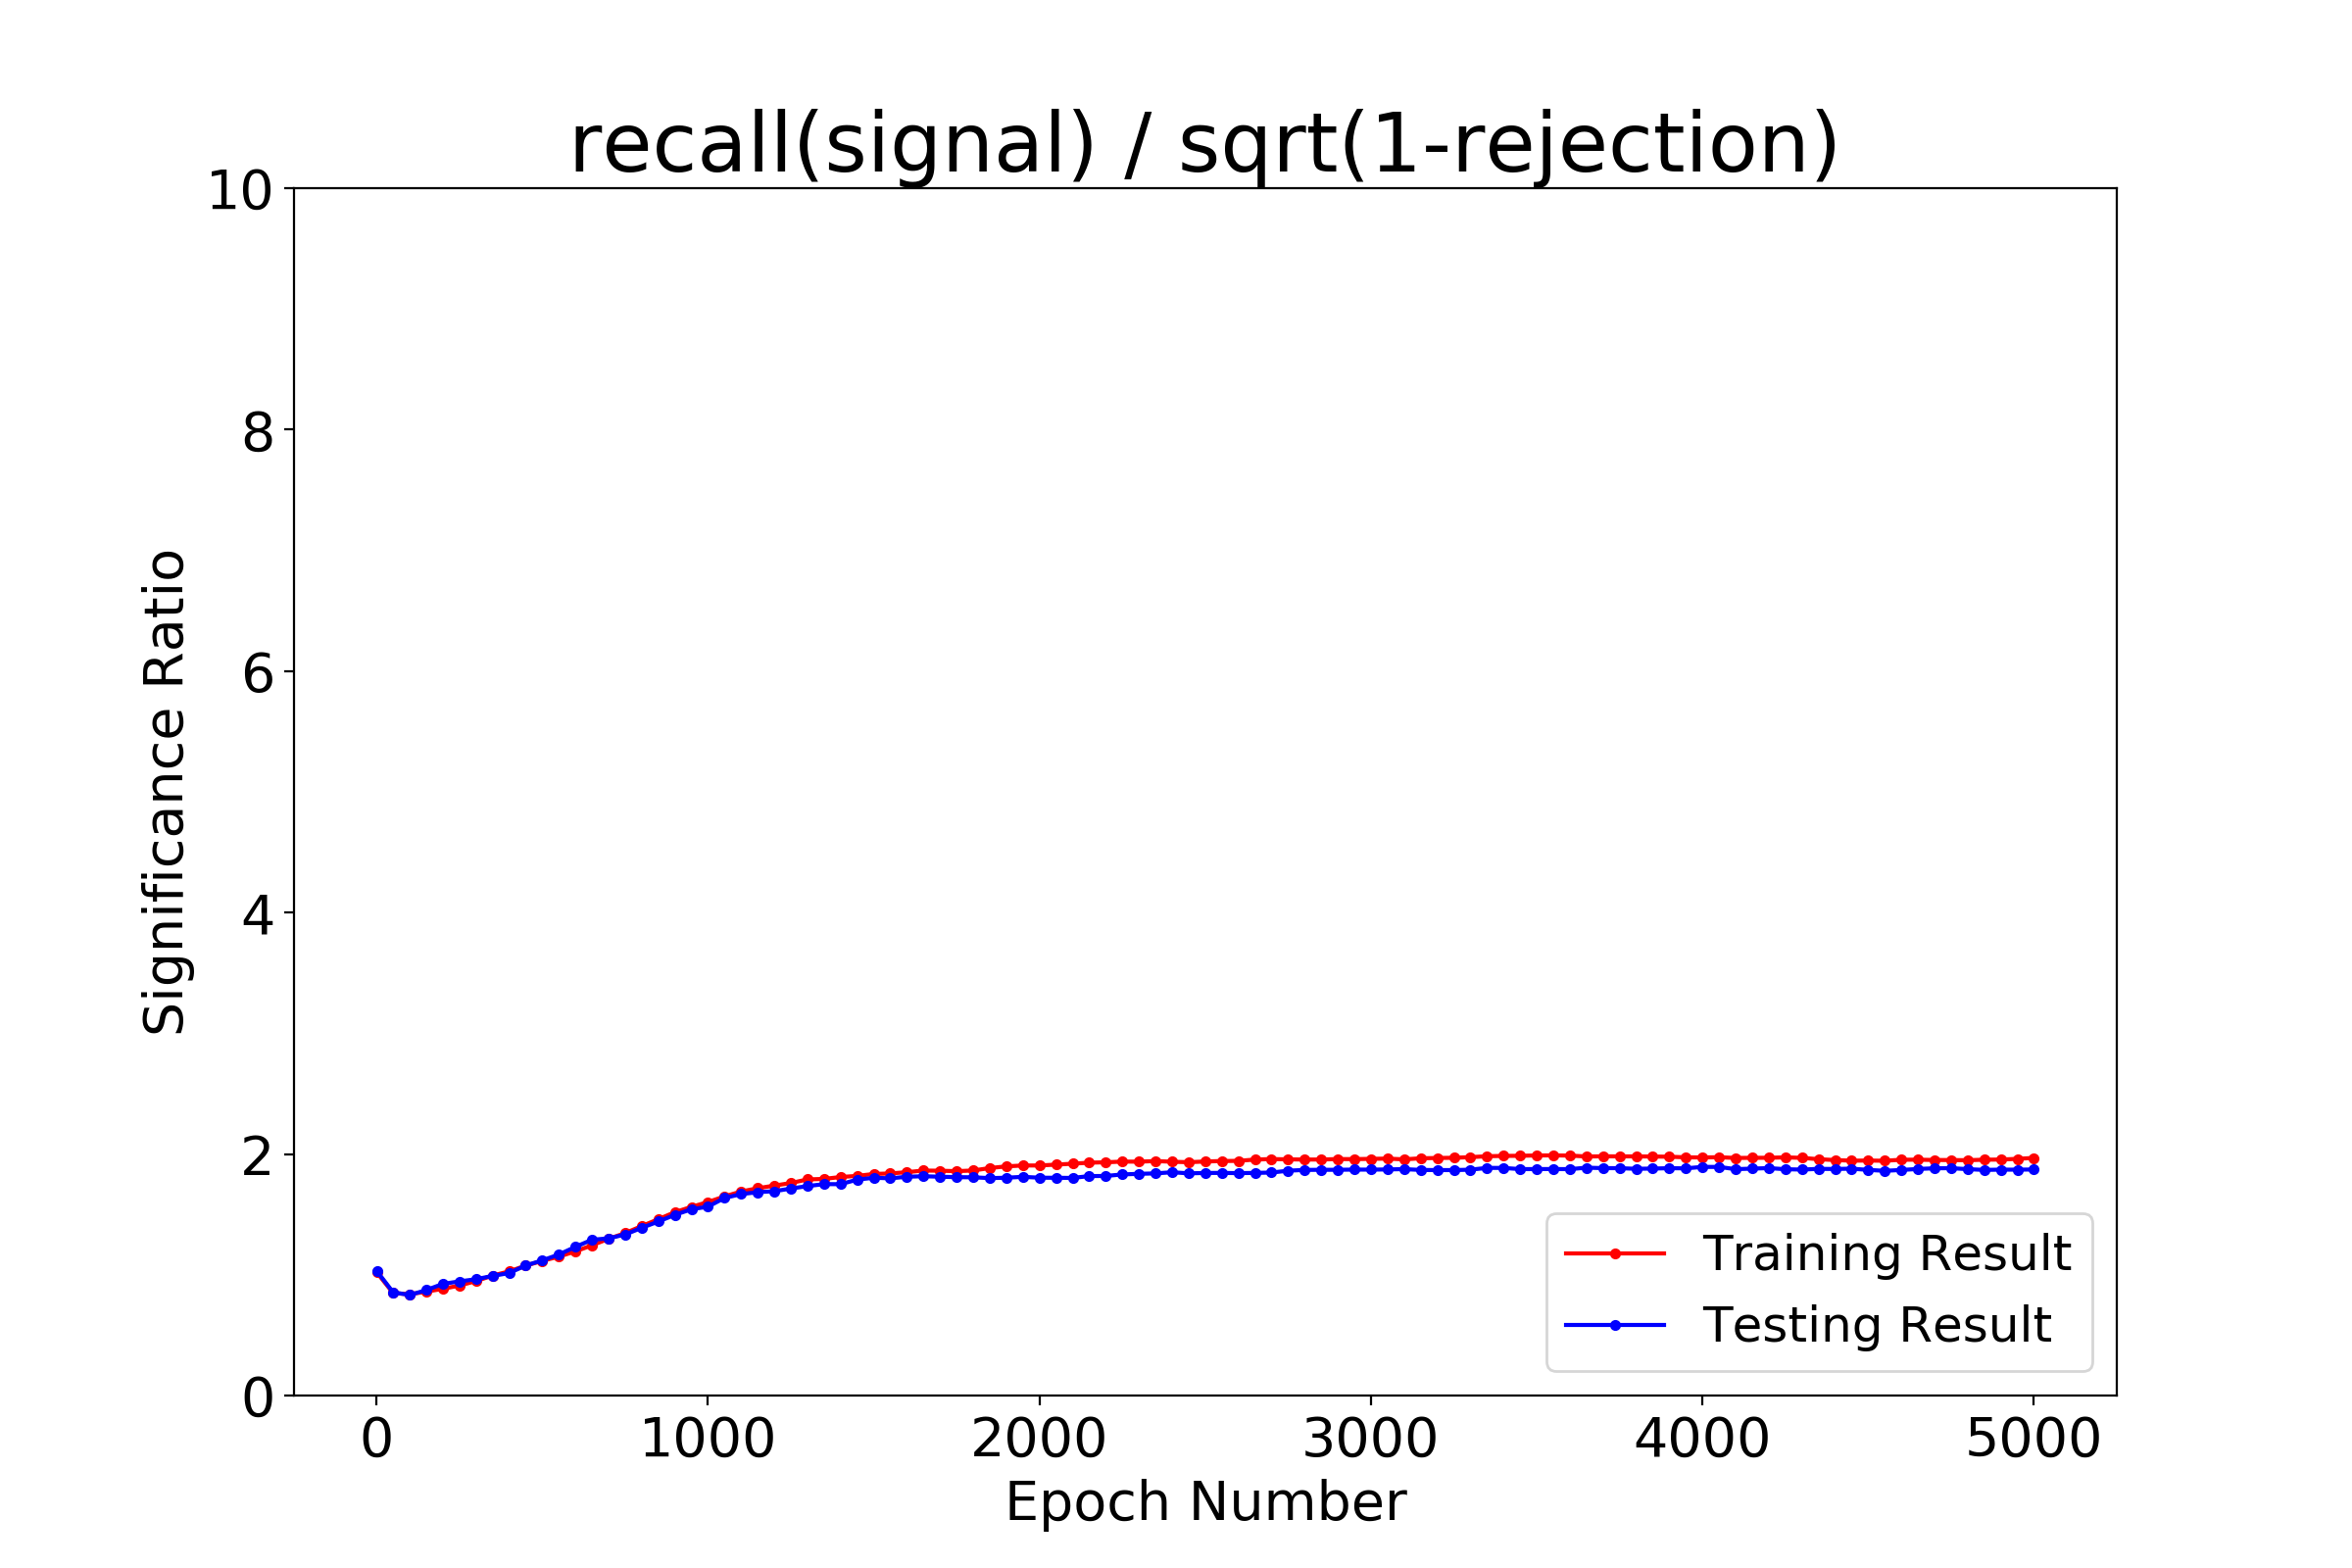 recall(signal) / sqrt(1-rejection)
10
8
6
4
2
0
Significance Ratio
Training Result
Testing Result
0 1000 2000 3000 4000 5000
Epoch Number